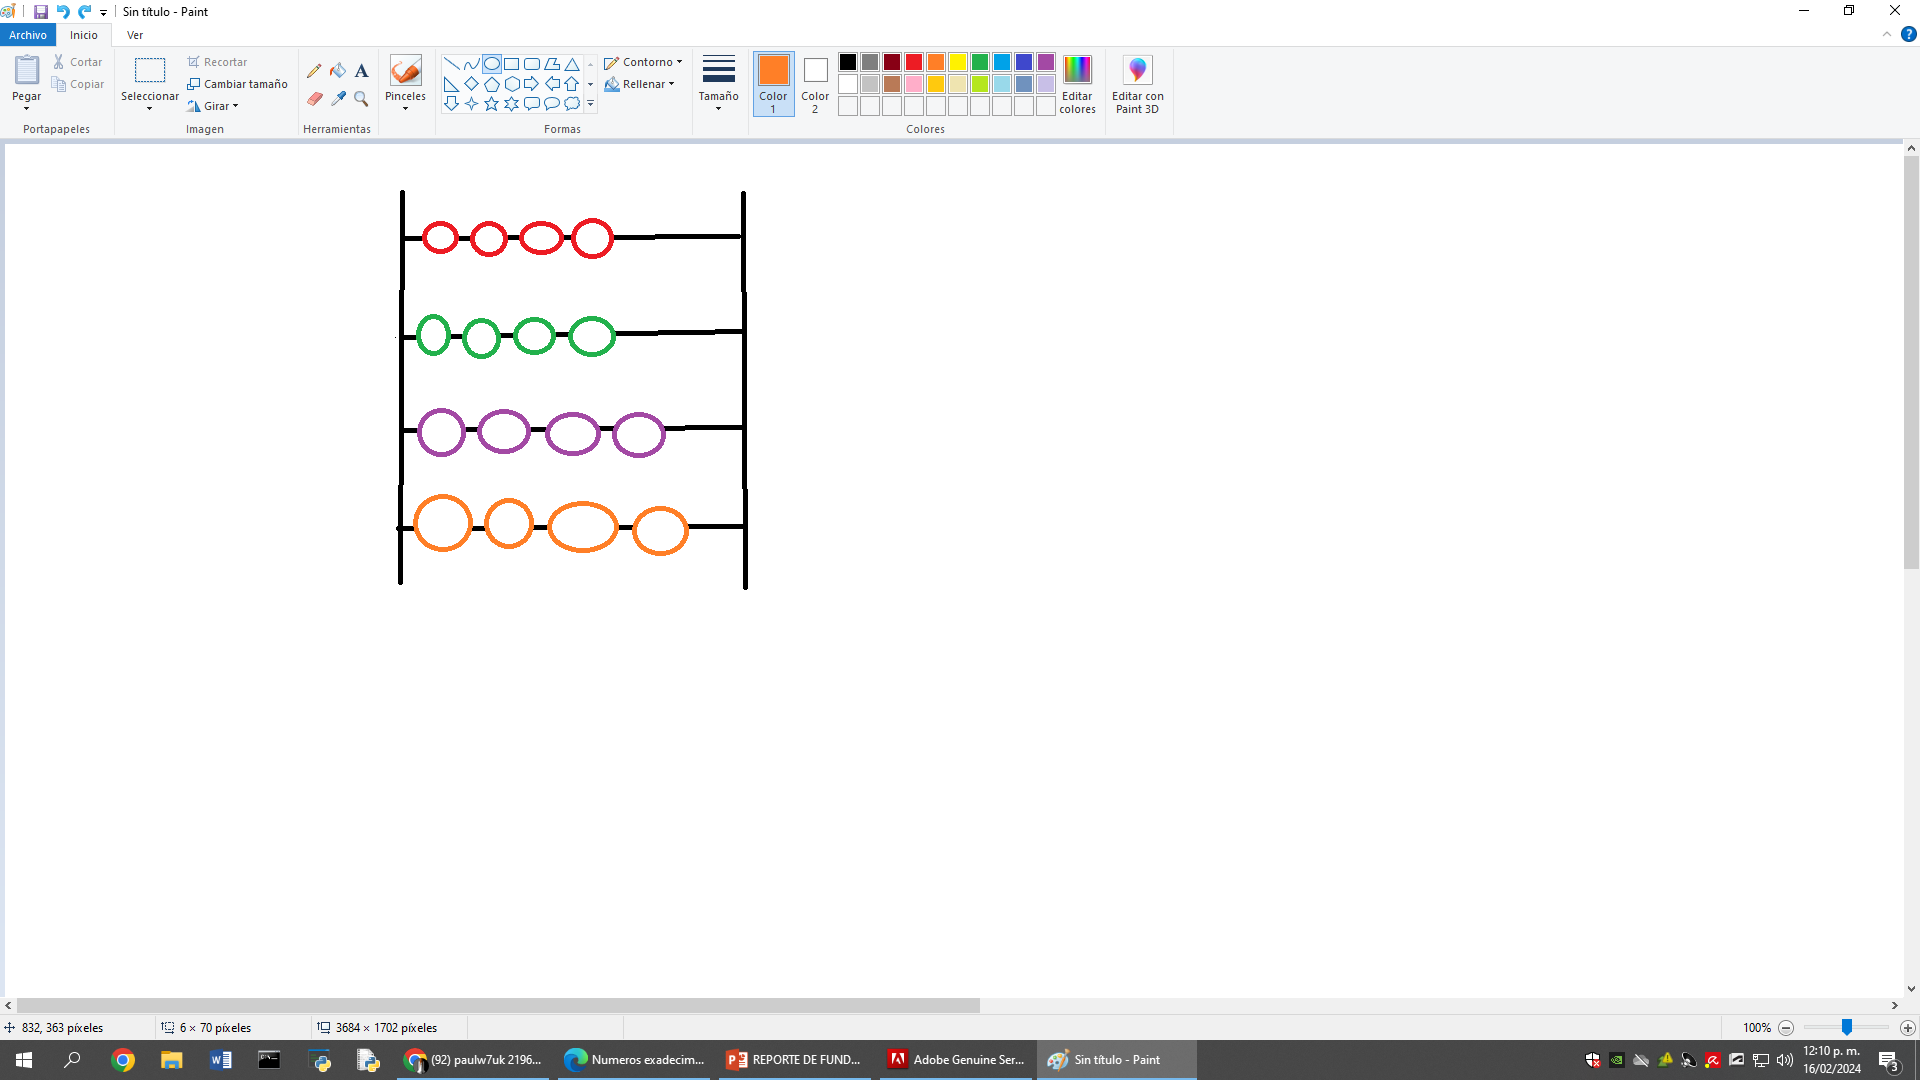 Sin título - Paint
Archivo Inicio Ver
Pegar
Cortar
Copiar
Portapapeles
Seleccionar
Recortar
Cambiar tamaño
Girar
Imagen
A
Herramientas
Pinceles
Contorno
Rellenar
Formas
Tamaño
Color
1
Color
2
Editar
colores
Colores
Editar con
Paint 3D
?
832, 363 píxeles 6 × 70 píxeles 3684 × 1702 píxeles 100%
(92) paulw7uk 2196... Numeros exadecim... REPORTE DE FUND... Adobe Genuine Ser... Sin título - Paint
12:10 p. m.
16/02/2024
3